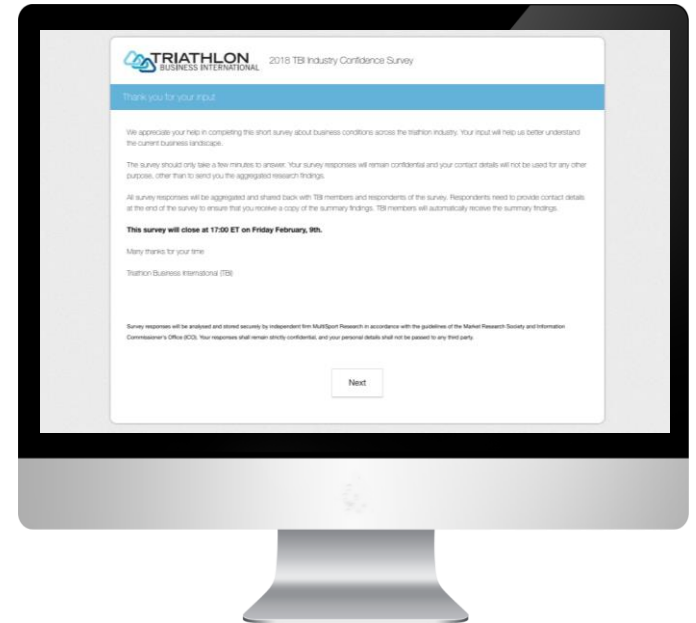 TRIATHLON
BUSINESS INTERNATIONAL
2018 TBI Industry Confidence Survey
Thank you for your input
We appreciate your help in completing this short survey about business conditions across the triathlon industry. Your input will help us better understand
the current business landscape.
The survey should only take a few minutes to answer. Your survey responses will remain confidential and your contact details will not be used for any other
purpose, other than to send you the aggregated research findings.
All survey responses will be aggregated and shared back with TBI members and respondents of the survey. Respondents need to provide contact details
at the end of the survey to ensure that you receive a copy of the summary findings. TBI members will automatically receive the summary findings.
This survey will close at 17:00 ET on Friday February, 9th.
Many thanks for your time
Triathlon Business International (TBI)
Survey responses will be analysed and stored securely by independent firm MultiSport Research in accordance with the guidelines of the Market Research Society and Information
Commissioner's Office (ICO). Your responses shall remain strictly confidential, and your personal details shall not be passed to any third party.
Next